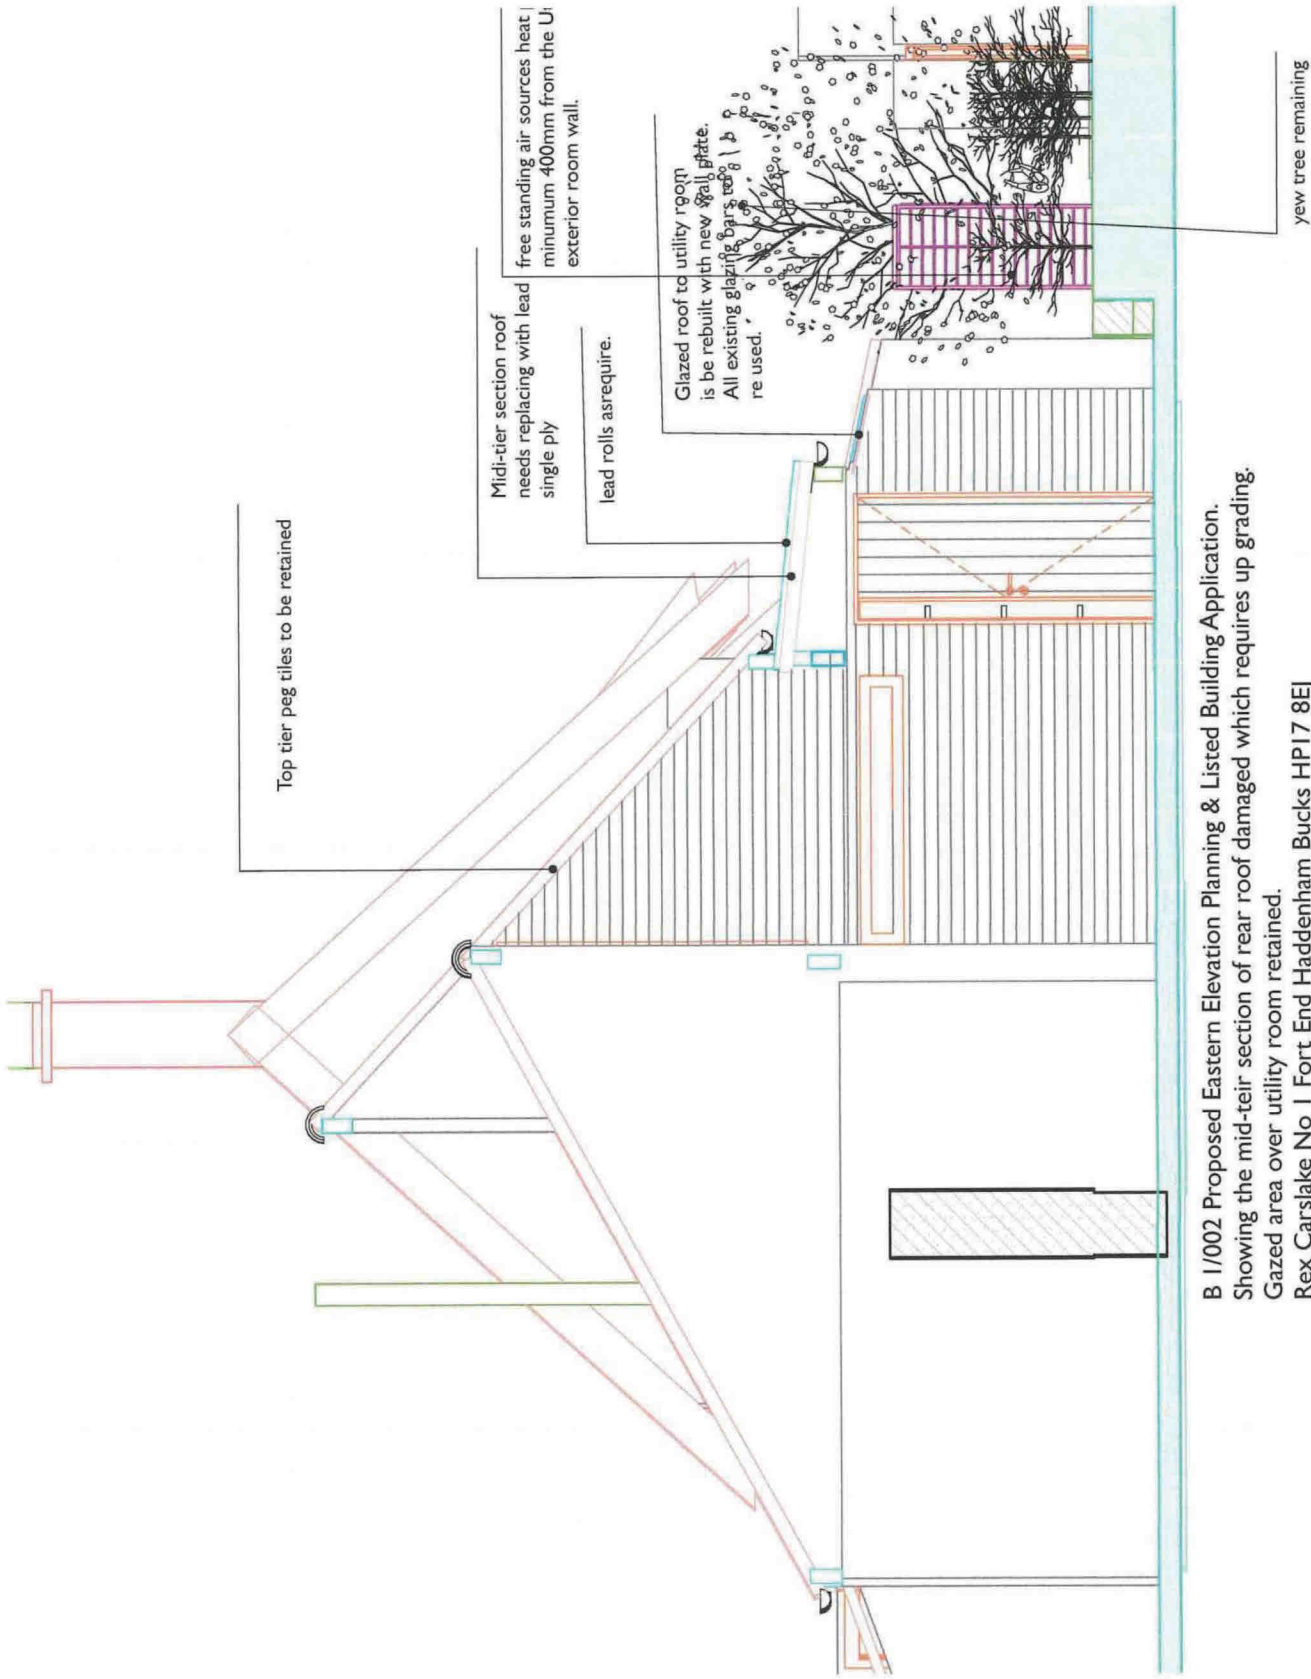 Top tier peg tiles to be retained
Midi-tier section roof
needs replacing with lead
single ply
free standing air sources heat
minumum 400mm from the
exterior room wall.
lead rolls asrequire.
Glazed roof to utility room
is be rebuilt with new wall plate.
All existing glazing bars to
re used.
yew tree remaining
B 1/002 Proposed Eastern Elevation Planning & Listed Building Application.
Showing the mid-teir section of rear roof damaged which requires up grading.
Gazed area over utility room retained.
Rex Carslake No 1 Fort End Haddenham Bucks HP17 8EJ